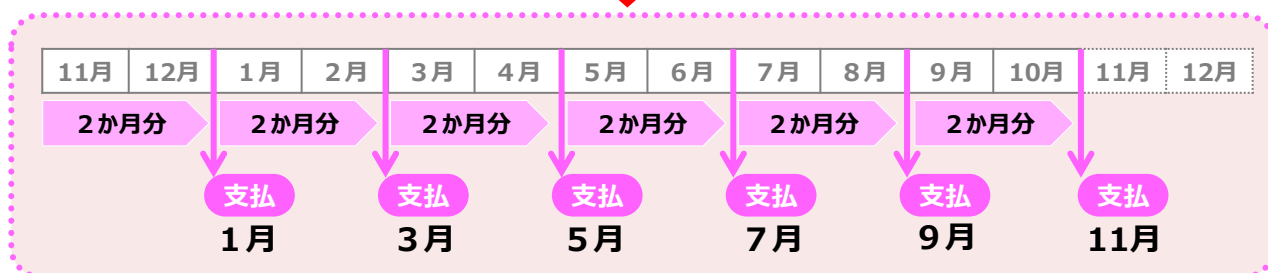 11月 12月 1月 2月 3月 4月 5月 6月 7月 8月 9月 10月 11月 12月
2か月分 2か月分 2か月分 2か月分 2か月分 2か月分
支払 支払 支払 支払 支払 支払
1月 3月 5月 7月 9月 11月